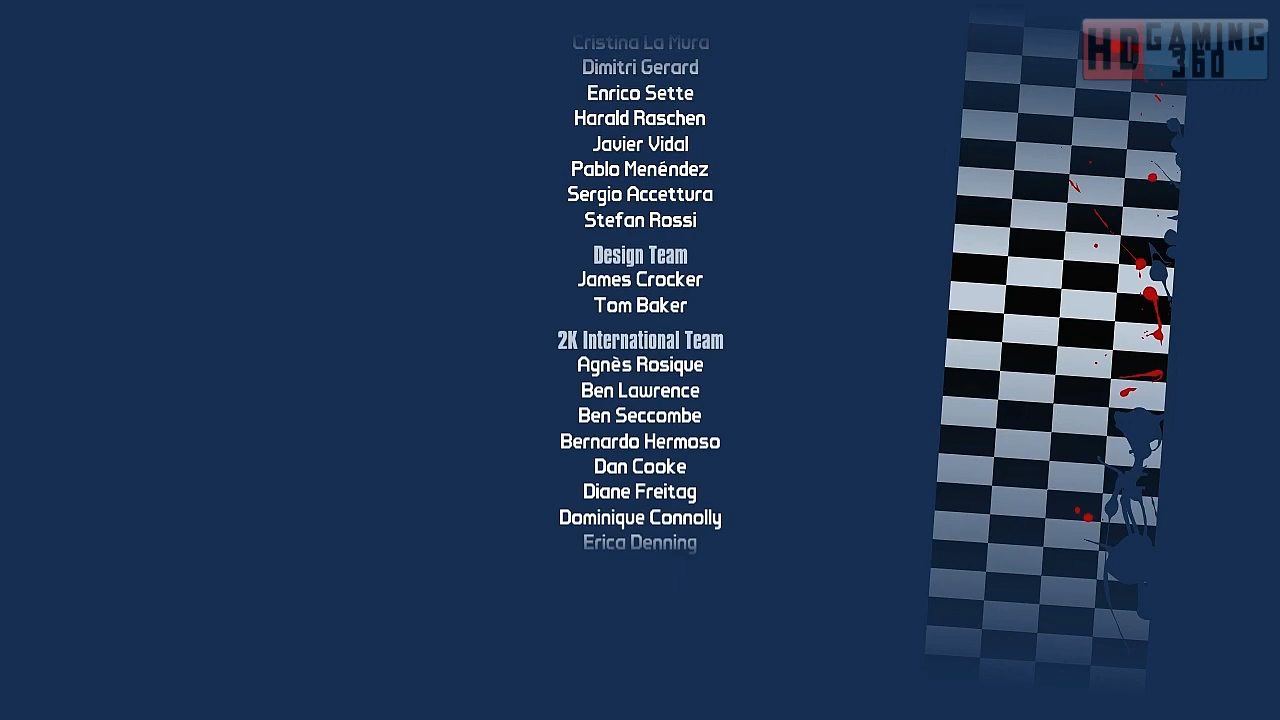 Cristina La Mura
Dimitri Gerard
Enrico Sette
Harald Raschen
Javier Vidal
Pablo Menéndez
Sergio Accettura
Stefan Rossi
Design Team
James Crocker
Tom Baker
2K International Team
Agnès Rosique
Ben Lawrence
Ben Seccombe
Bernardo Hermoso
Dan Cooke
Diane Freitag
Dominique Connolly
Erica Denning
HD GAMING
360